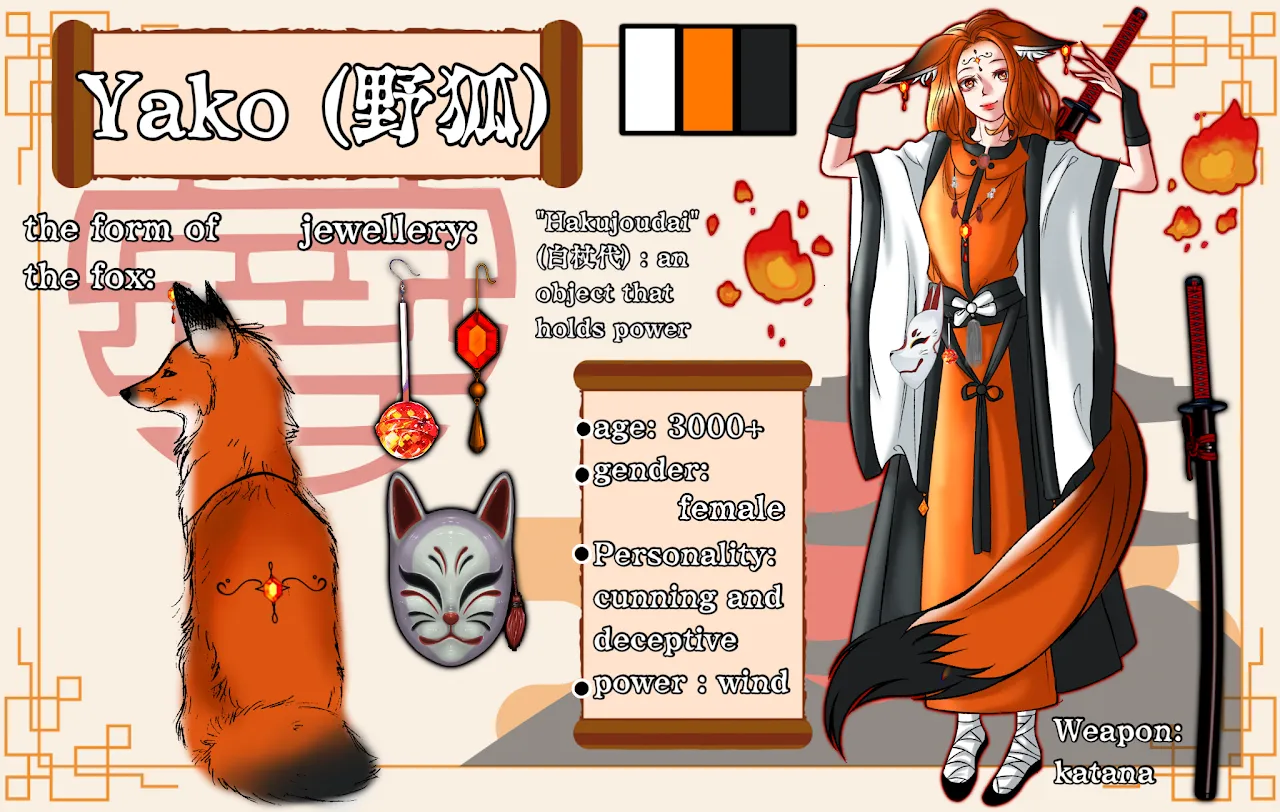 Yako (野狐)
the form of
the fox:
jewellery:
"Hakujoudai"
(白杖代) : an
object that
holds power
age: 3000+
gender:
female
Personality:
cunning and
deceptive
power : wind
Weapon:
katana